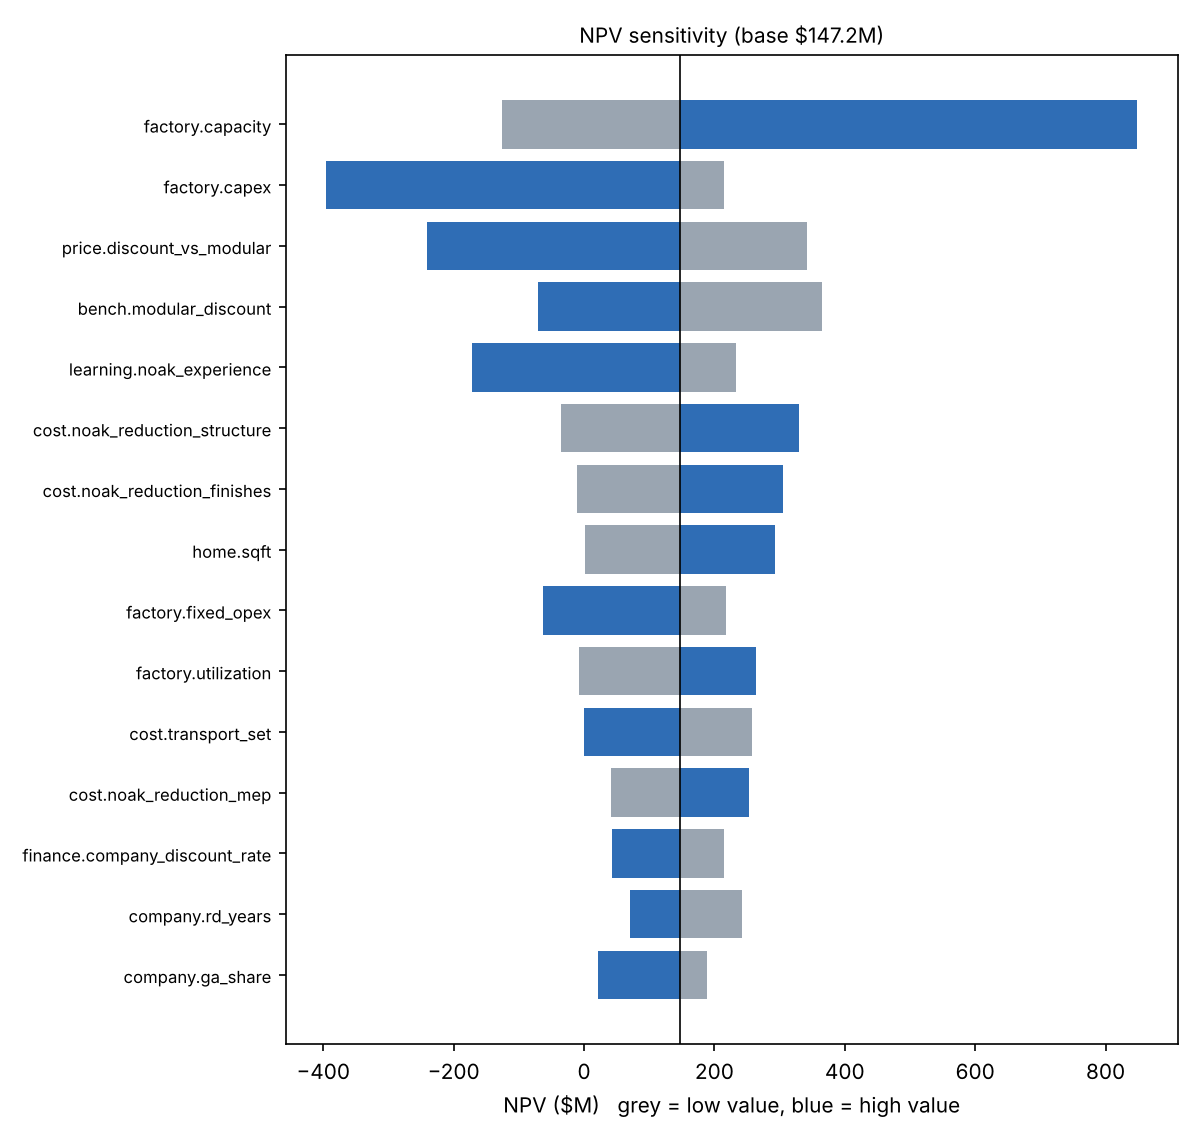 NPV sensitivity (base $147.2M)
factory.capacity
factory.capex
price.discount_vs_modular
bench.modular_discount
learning.noak_experience
cost.noak_reduction_structure
cost.noak_reduction_finishes
home.sqft
factory.fixed_opex
factory.utilization
cost.transport_set
cost.noak_reduction_mep
finance.company_discount_rate
company.rd_years
company.ga_share
−400 −200 0 200 400 600 800
NPV ($M)   grey = low value, blue = high value